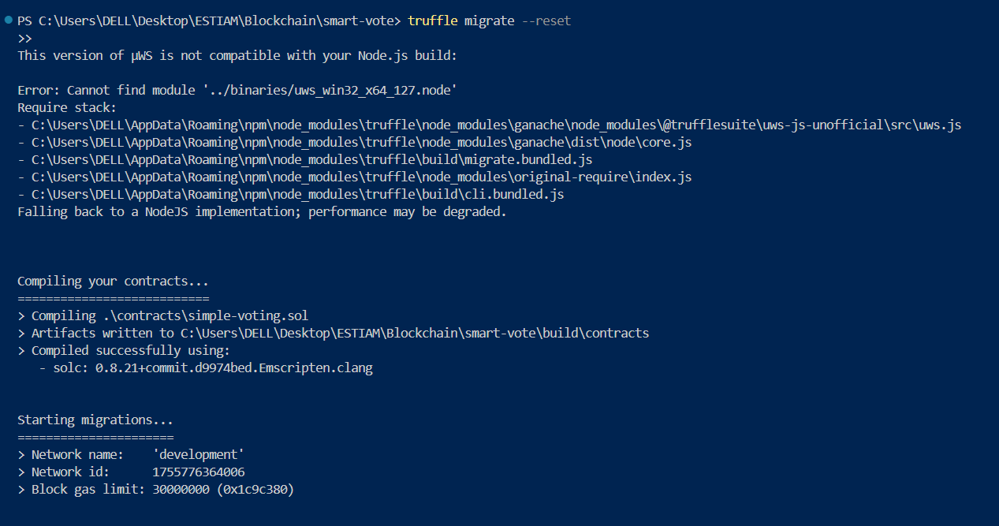 PS C:\Users\DELL\Desktop\ESTIAM\Blockchain\smart-vote> truffle migrate --reset
>>
This version of µWS is not compatible with your Node.js build:
Error: Cannot find module '../binaries/uws_win32_x64_127.node'
Require stack:
- C:\Users\DELL\AppData\Roaming\npm\node_modules\truffle\node_modules\ganache\node_modules\@trufflesuite\uws-js-unofficial\src\uws.js
- C:\Users\DELL\AppData\Roaming\npm\node_modules\truffle\node_modules\ganache\dist\node\core.js
- C:\Users\DELL\AppData\Roaming\npm\node_modules\truffle\build\migrate.bundled.js
- C:\Users\DELL\AppData\Roaming\npm\node_modules\truffle\node_modules\original-require\index.js
- C:\Users\DELL\AppData\Roaming\npm\node_modules\truffle\build\cli.bundled.js
Falling back to a NodeJS implementation; performance may be degraded.
Compiling your contracts...
===========================
> Compiling .\contracts\simple-voting.sol
> Artifacts written to C:\Users\DELL\Desktop\ESTIAM\Blockchain\smart-vote\build\contracts
> Compiled successfully using:
- solc: 0.8.21+commit.d9974bed.Emscripten.clang
Starting migrations...
======================
> Network name: 'development'
> Network id: 1755776364006
> Block gas limit: 30000000 (0x1c9c380)